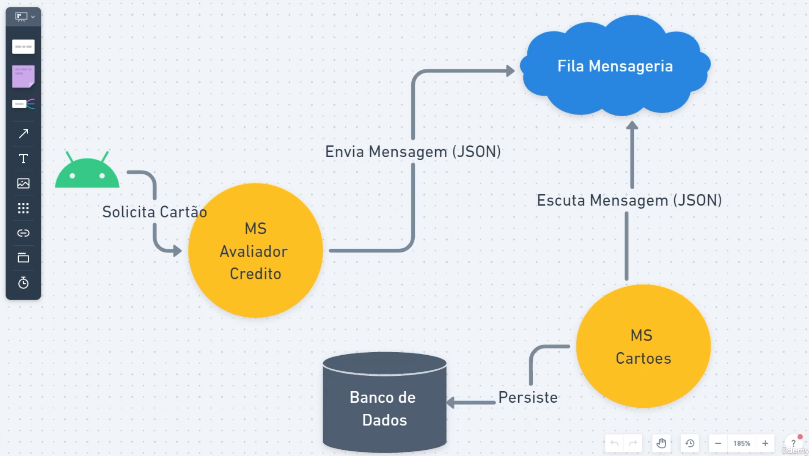 Fila Mensageria
Envia Mensagem (JSON)
Solicita Cartão
MS
Avaliador
Credito
Escuta Mensagem (JSON)
MS
Cartoes
Persiste
Banco de
Dados
T
185%
?
Udemy